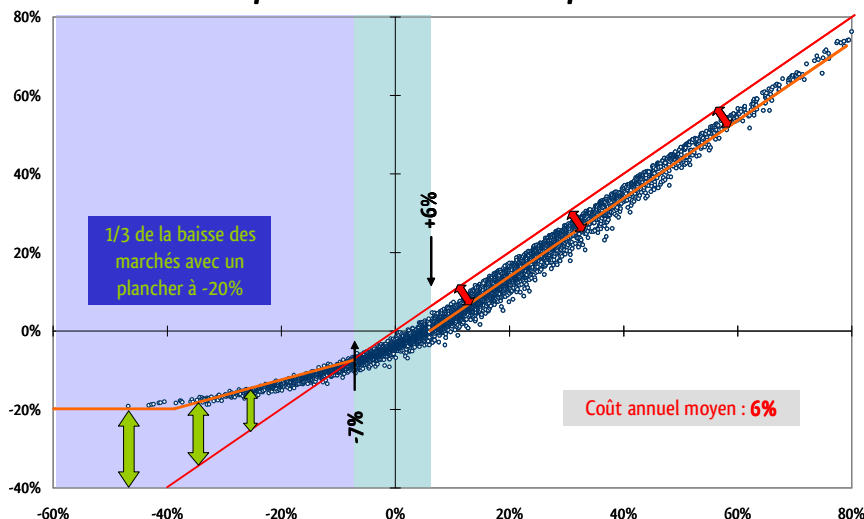 80%
60%
40%
20%
0%
-20%
-40%
1/3 de la baisse des
marchés avec un
plancher à -20%
+6%
-7%
Coût annuel moyen : 6%
-60% -40% -20% 0% 20% 40% 60% 80%